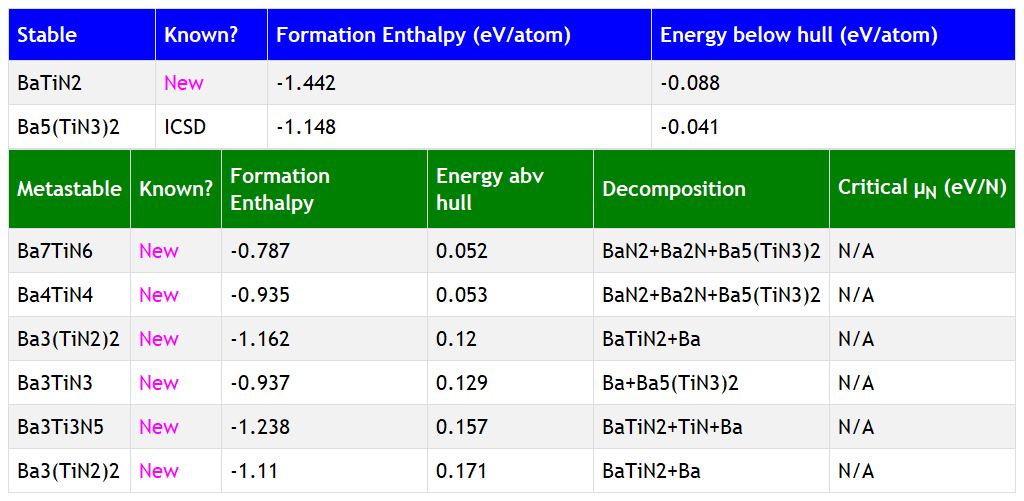 Stable Known? Formation Enthalpy (eV/atom) Energy below hull (eV/atom)
BaTiN2 New -1.442 -0.088
Ba5(TiN3)2 ICSD -1.148 -0.041
Metastable Known? Formation Enthalpy Energy abv hull Decomposition Critical μN (eV/N)
Ba7TiN6 New -0.787 0.052 BaN2+Ba2N+Ba5(TiN3)2 N/A
Ba4TiN4 New -0.935 0.053 BaN2+Ba2N+Ba5(TiN3)2 N/A
Ba3(TiN2)2 New -1.162 0.12 BaTiN2+Ba N/A
Ba3TiN3 New -0.937 0.129 Ba+Ba5(TiN3)2 N/A
Ba3Ti3N5 New -1.238 0.157 BaTiN2+TiN+Ba N/A
Ba3(TiN2)2 New -1.11 0.171 BaTiN2+Ba N/A